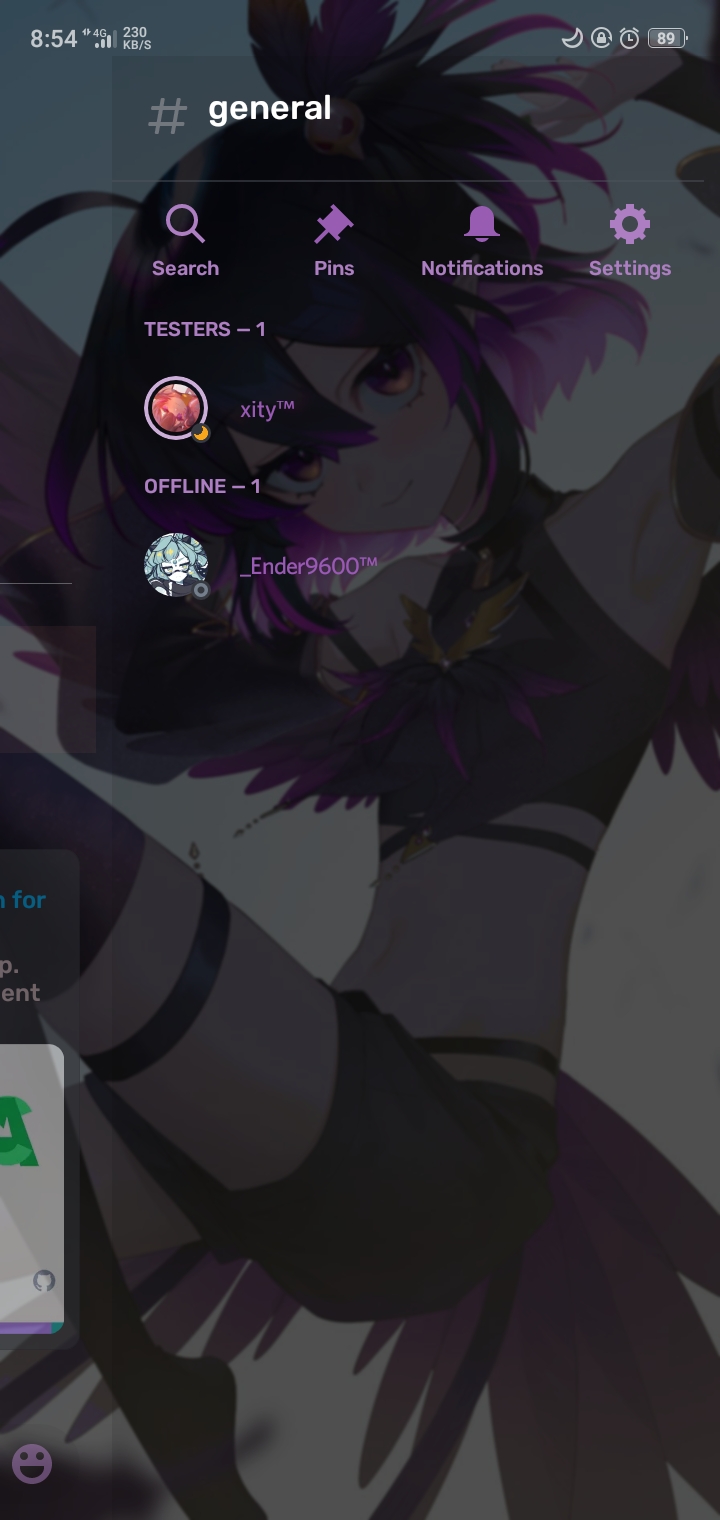 8:54 4G 230 KB/S 89
# general
Search Pins Notifications Settings
TESTERS — 1
xity™
OFFLINE — 1
_Ender9600™
for
p.
ent
A